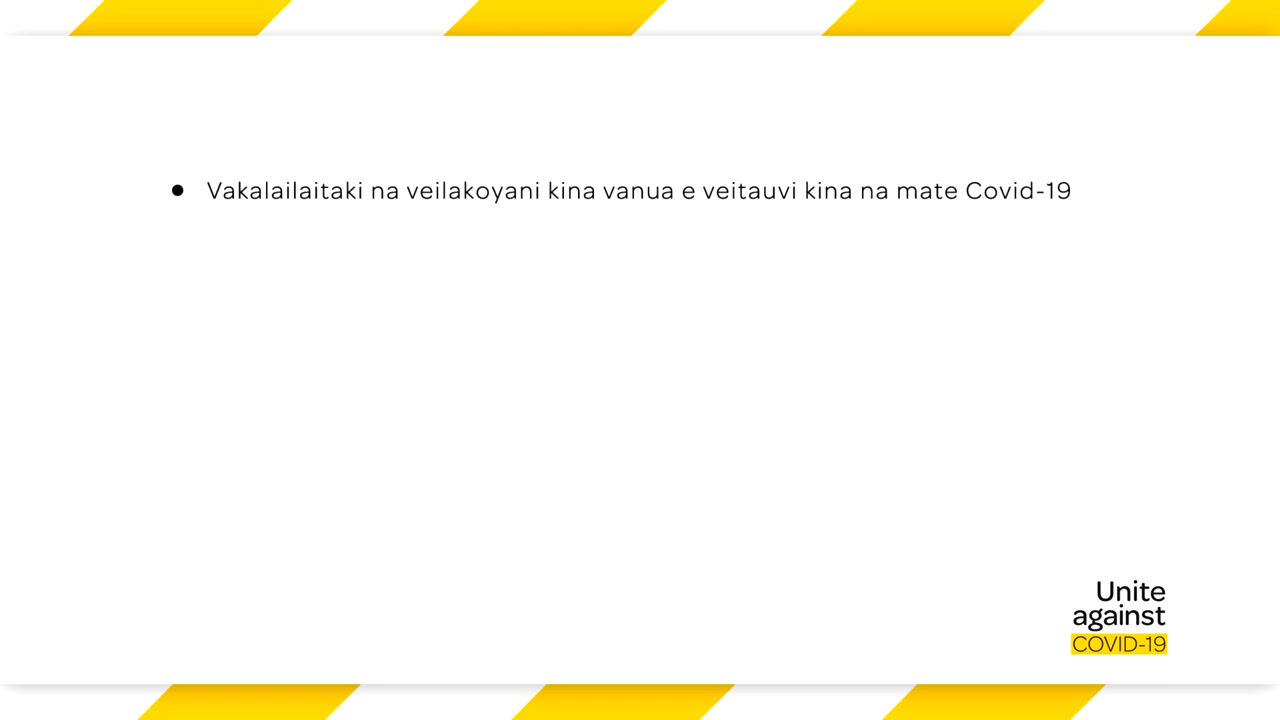 ● Vakalailaitaki na veilakoyani kina vanua e veitauvi kina na mate Covid-19
Unite
against
COVID-19